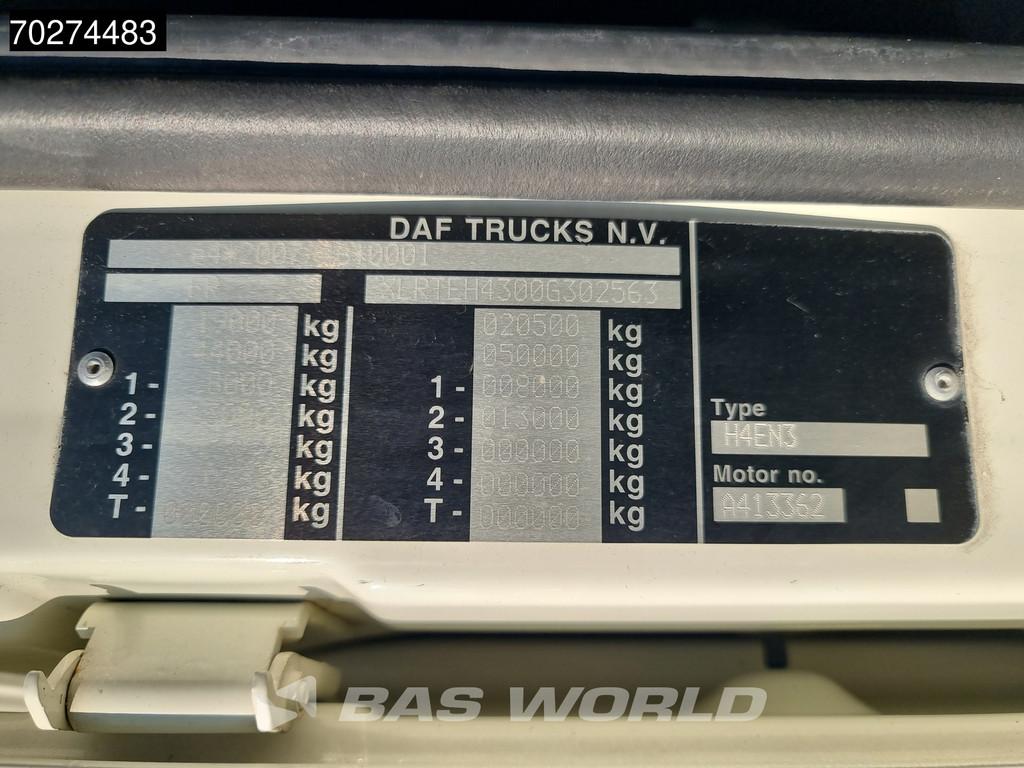 70274483
DAF TRUCKS N.V.
XLRTEH4300G302563
kg 020500 kg
kg 050000 kg
1- kg 1- 008000 kg
2- kg 2- 013000 kg
3- kg 3- 000000 kg
4- kg 4- 000000 kg
T- kg T- 000000 kg
Type
H4EN3
Motor no.
A413362
BAS WORLD